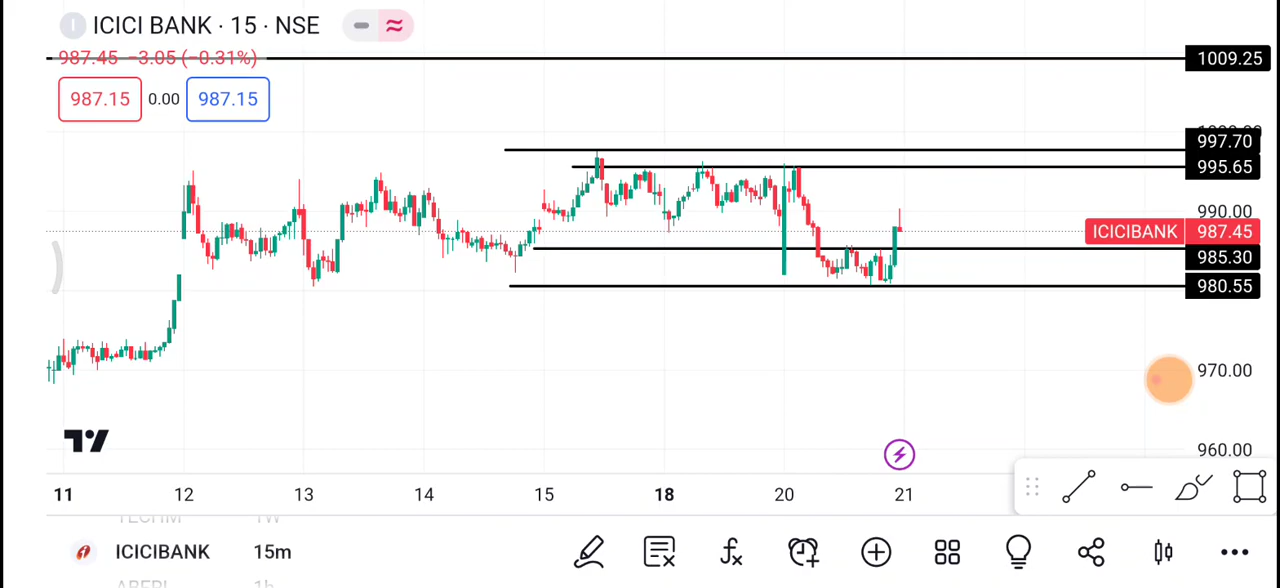 ICICI BANK · 15 · NSE
987.45 −3.05 (−0.31%)
1009.25
987.15 0.00 987.15
997.70
995.65
990.00
ICICIBANK 987.45
985.30
980.55
970.00
960.00
11 12 13 14 15 18 20 21
TECHM 1W
ICICIBANK 15m